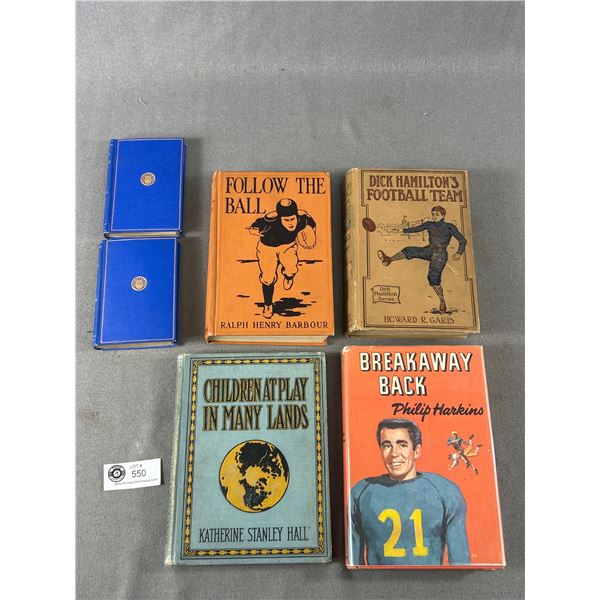 FOLLOW THE
BALL
RALPH HENRY BARBOUR
DICK HAMILTON'S
FOOTBALL TEAM
Dick
Hamilton
Series
HOWARD R. GARIS
CHILDREN AT PLAY
IN MANY LANDS
KATHERINE STANLEY HALL
BREAKAWAY
BACK
Philip Harkins
21
LOT #
550